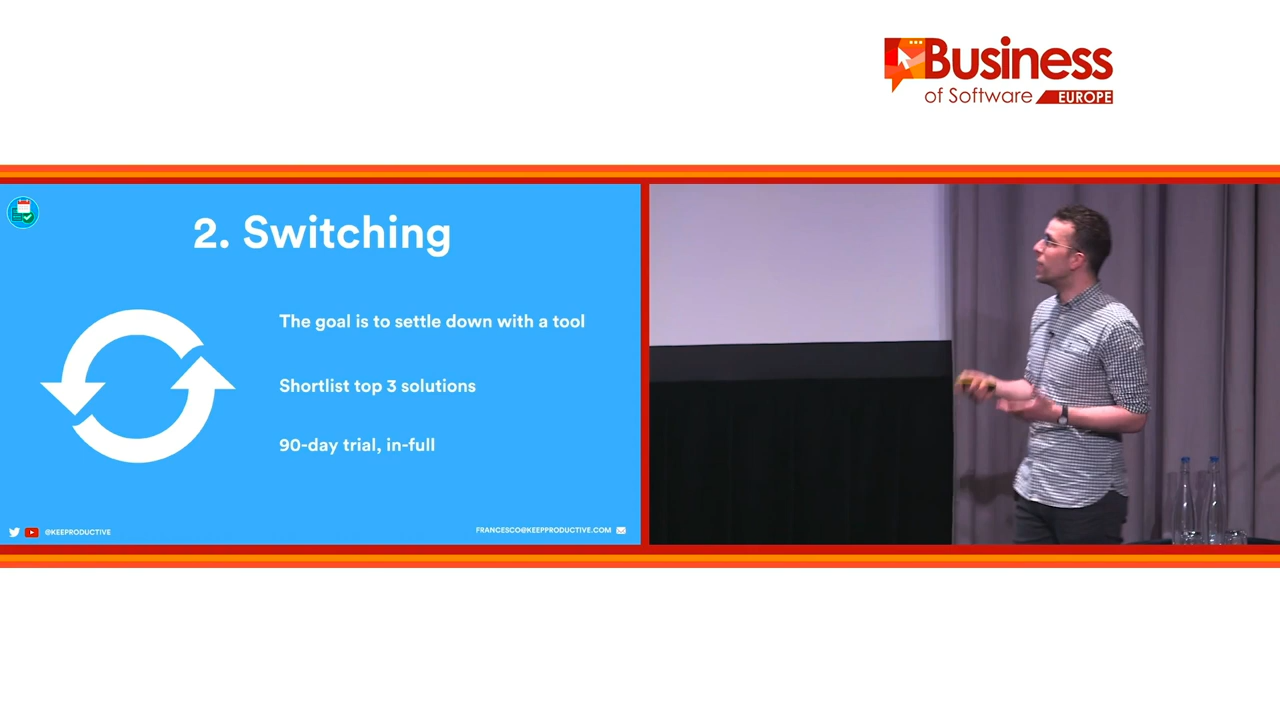 Business
of Software EUROPE
2. Switching
The goal is to settle down with a tool
Shortlist top 3 solutions
90-day trial, in-full
@KEEPRODUCTIVE
FRANCESCO@KEEPPRODUCTIVE.COM